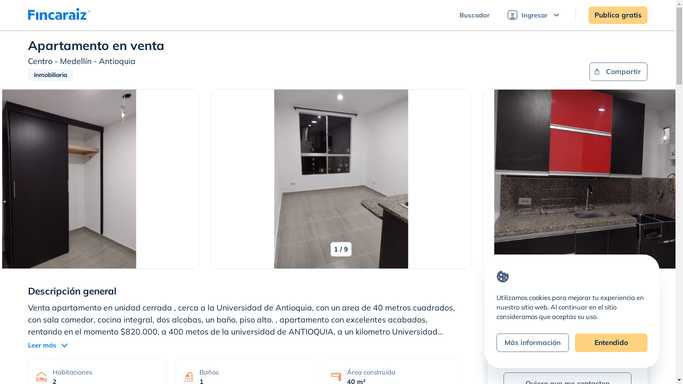 Fincaraiz
Buscador
Ingresar
Publica gratis
Apartamento en venta
Centro - Medellín - Antioquia
Inmobiliaria
Compartir
1 / 9
Descripción general
Venta apartamento en unidad cerrada , cerca a la Universidad de Antioquia, con un area de 40 metros cuadrados,
con sala comedor, cocina integral, dos alcobas, un baño, piso alto, , apartamento con excelentes acabados,
rentando en el momento $820.000, a 400 metos de la universidad de ANTIOQUIA, a un kilometro Universidad...
Leer más
Habitaciones
2
Baños
1
Área construida
40 m²
Utilizamos cookies para mejorar tu experiencia en
nuestro sitio web. Al continuar en el sitio
consideramos que aceptas su uso.
Más información
Entendido
Quiero que me contacten